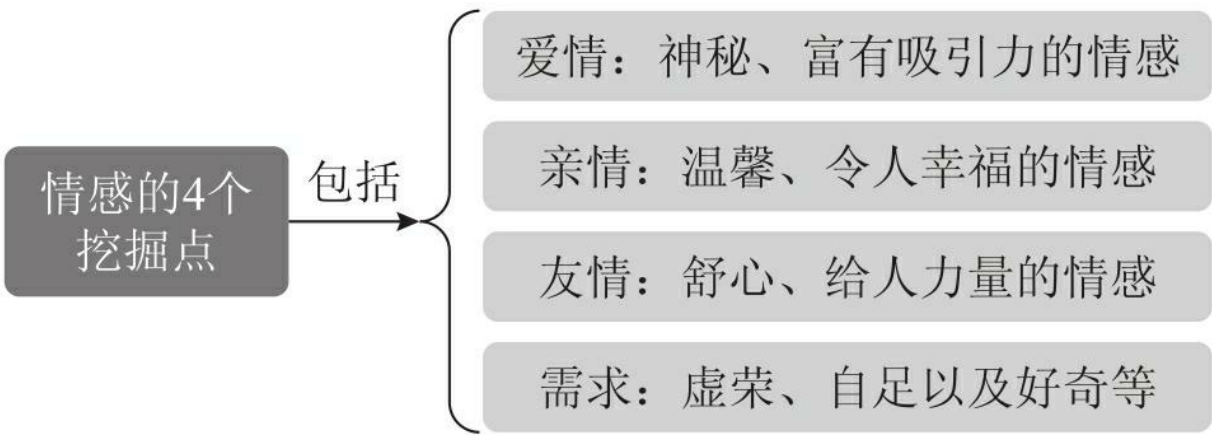 情感的4个
挖掘点
包括
爱情：神秘、富有吸引力的情感
亲情：温馨、令人幸福的情感
友情：舒心、给人力量的情感
需求：虚荣、自足以及好奇等